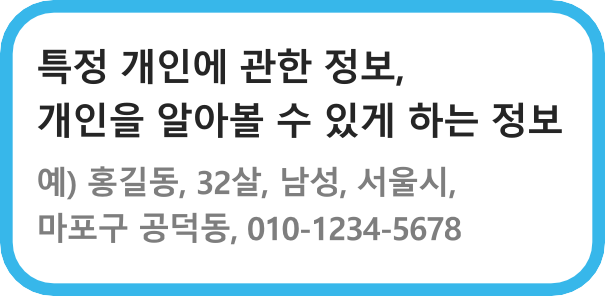 특정 개인에 관한 정보,
개인을 알아볼 수 있게 하는 정보
예) 홍길동, 32살, 남성, 서울시,
마포구 공덕동, 010-1234-5678